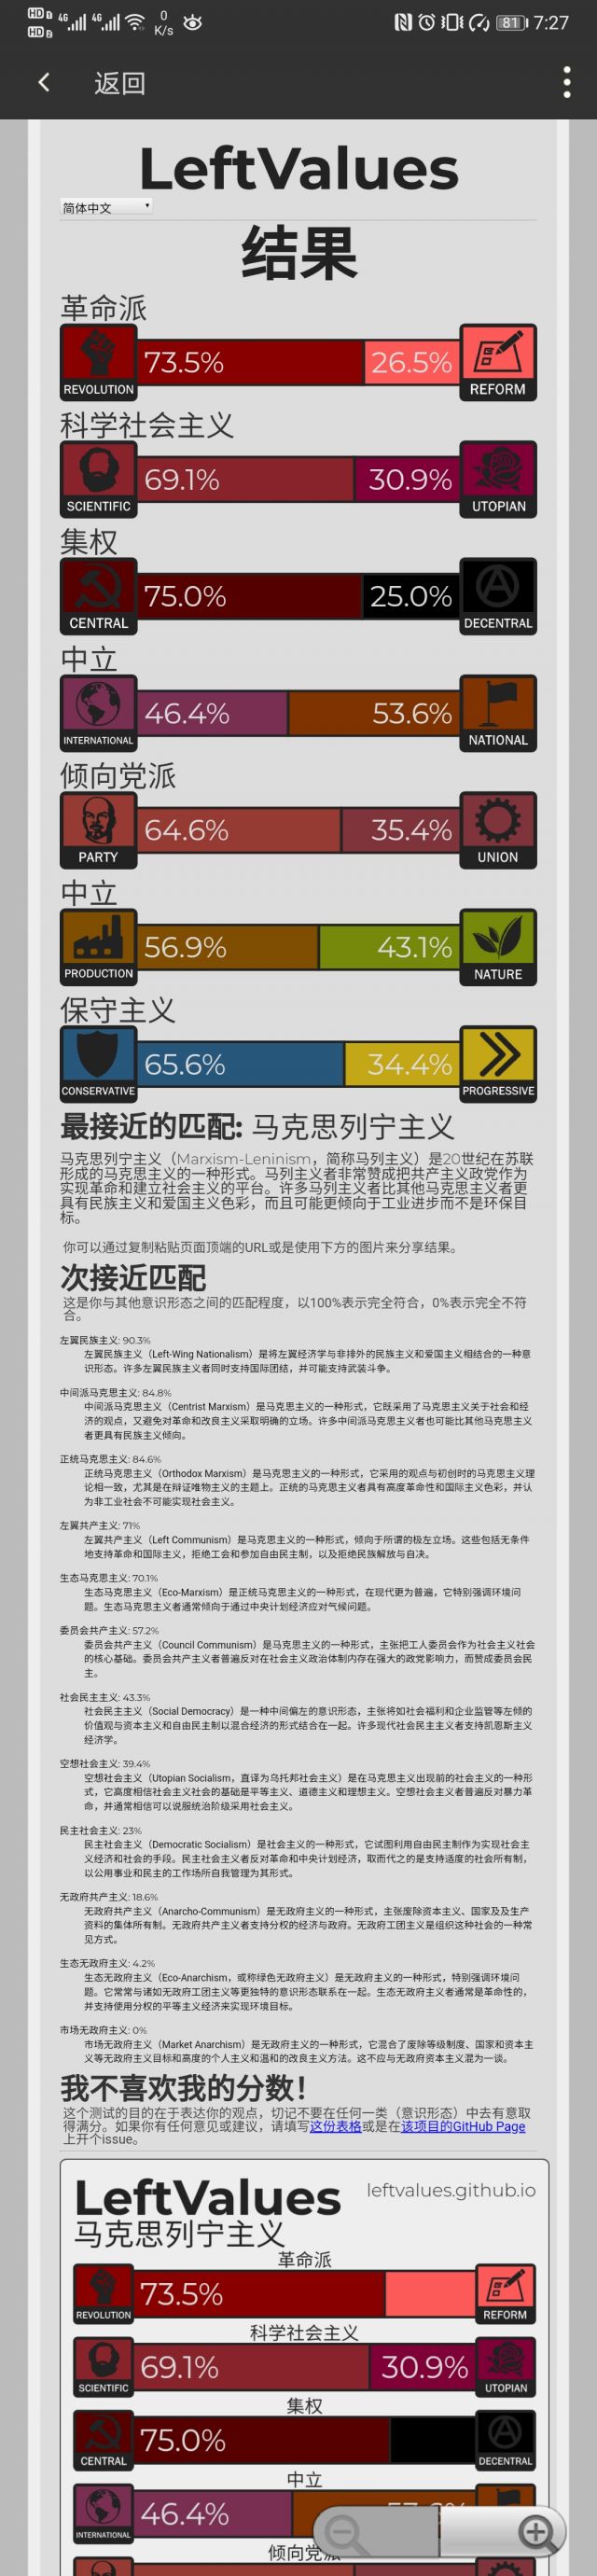 HD 1 4G 4G 0 81 7:27
HD 2 K/s
返回
LeftValues
简体中文
结果
革命派
73.5% 26.5%
REVOLUTION REFORM
科学社会主义
69.1% 30.9%
SCIENTIFIC UTOPIAN
集权
75.0% 25.0%
CENTRAL DECENTRAL
中立
46.4% 53.6%
INTERNATIONAL NATIONAL
倾向党派
64.6% 35.4%
PARTY UNION
中立
56.9% 43.1%
PRODUCTION NATURE
保守主义
65.6% 34.4%
CONSERVATIVE PROGRESSIVE
最接近的匹配: 马克思列宁主义
马克思列宁主义（Marxism-Leninism，简称马列主义）是20世纪在苏联
形成的马克思主义的一种形式。马列主义者非常赞成把共产主义政党作为
实现革命和建立社会主义的平台。许多马列主义者比其他马克思主义者更
具有民族主义和爱国主义色彩，而且可能更倾向于工业进步而不是环保目
标。
你可以通过复制粘贴页面顶端的URL或是使用下方的图片来分享结果。
次接近匹配
这是你与其他意识形态之间的匹配程度，以100%表示完全符合，0%表示完全不符
合。
左翼民族主义: 90.3%
左翼民族主义（Left-Wing Nationalism）是将左翼经济学与非排外的民族主义和爱国主义相结合的一种意
识形态。许多左翼民族主义者同时支持国际团结，并可能支持武装斗争。
中间派马克思主义: 84.8%
中间派马克思主义（Centrist Marxism）是马克思主义的一种形式，它既采用了马克思主义关于社会和经
济的观点，又避免对革命和改良主义采取明确的立场。许多中间派马克思主义者也可能比其他马克思主义
者更具有民族主义倾向。
正统马克思主义: 84.6%
正统马克思主义（Orthodox Marxism）是马克思主义的一种形式，它采用的观点与初创时的马克思主义理
论相一致，尤其是在辩证唯物主义的主题上。正统的马克思主义者具有高度革命性和国际主义色彩，并认
为非工业社会不可能实现社会主义。
左翼共产主义: 71%
左翼共产主义（Left Communism）是马克思主义的一种形式，倾向于所谓的极左立场。这些包括无条件
地支持革命和国际主义，拒绝工会和参加自由民主制，以及拒绝民族解放与自决。
生态马克思主义: 70.1%
生态马克思主义（Eco-Marxism）是正统马克思主义的一种形式，在现代更为普遍，它特别强调环境问
题。生态马克思主义者通常倾向于通过中央计划经济应对气候问题。
委员会共产主义: 57.2%
委员会共产主义（Council Communism）是马克思主义的一种形式，主张把工人委员会作为社会主义社会
的核心基础。委员会共产主义者普遍反对在社会主义政治体制内存在强大的政党影响力，而赞成委员会民
主。
社会民主主义: 43.3%
社会民主主义（Social Democracy）是一种中间偏左的意识形态，主张将如社会福利和企业监管等左倾的
价值观与资本主义和自由民主制以混合经济的形式结合在一起。许多现代社会民主主义者支持凯恩斯主义
经济学。
空想社会主义: 39.4%
空想社会主义（Utopian Socialism，直译为乌托邦社会主义）是在马克思主义出现前的社会主义的一种形
式，它高度相信社会主义社会的基础是平等主义、道德主义和理想主义。空想社会主义者普遍反对暴力革
命，并通常相信可以说服统治阶级采用社会主义。
民主社会主义: 23%
民主社会主义（Democratic Socialism）是社会主义的一种形式，它试图利用自由民主制作为实现社会主
义经济和社会的手段。民主社会主义者反对革命和中央计划经济，取而代之的是支持适度的社会所有制，
以公用事业和民主的工作场所自我管理为其形式。
无政府共产主义: 18.6%
无政府共产主义（Anarcho-Communism）是无政府主义的一种形式，主张废除资本主义、国家及及生产
资料的集体所有制。无政府共产主义者支持分权的经济与政府。无政府工团主义是组织这种社会的一种常
见方式。
生态无政府主义: 4.2%
生态无政府主义（Eco-Anarchism，或称绿色无政府主义）是无政府主义的一种形式，特别强调环境问
题。它常常与诸如无政府工团主义等更独特的意识形态联系在一起。生态无政府主义者通常是革命性的，
并支持使用分权的平等主义经济来实现环境目标。
市场无政府主义: 0%
市场无政府主义（Market Anarchism）是无政府主义的一种形式，它混合了废除等级制度、国家和资本主
义等无政府主义目标和高度的个人主义和温和的改良主义方法。这不应与无政府资本主义混为一谈。
我不喜欢我的分数！
这个测试的目的在于表达你的观点，切记不要在任何一类（意识形态）中去有意取
得满分。如果你有任何意见或建议，请填写这份表格或是在该项目的GitHub Page
上开个issue。
LeftValues leftvalues.github.io
马克思列宁主义
革命派
73.5%
REVOLUTION REFORM
科学社会主义
69.1% 30.9%
SCIENTIFIC UTOPIAN
集权
75.0%
CENTRAL DECENTRAL
中立
46.4%
INTERNATIONAL
倾向党派